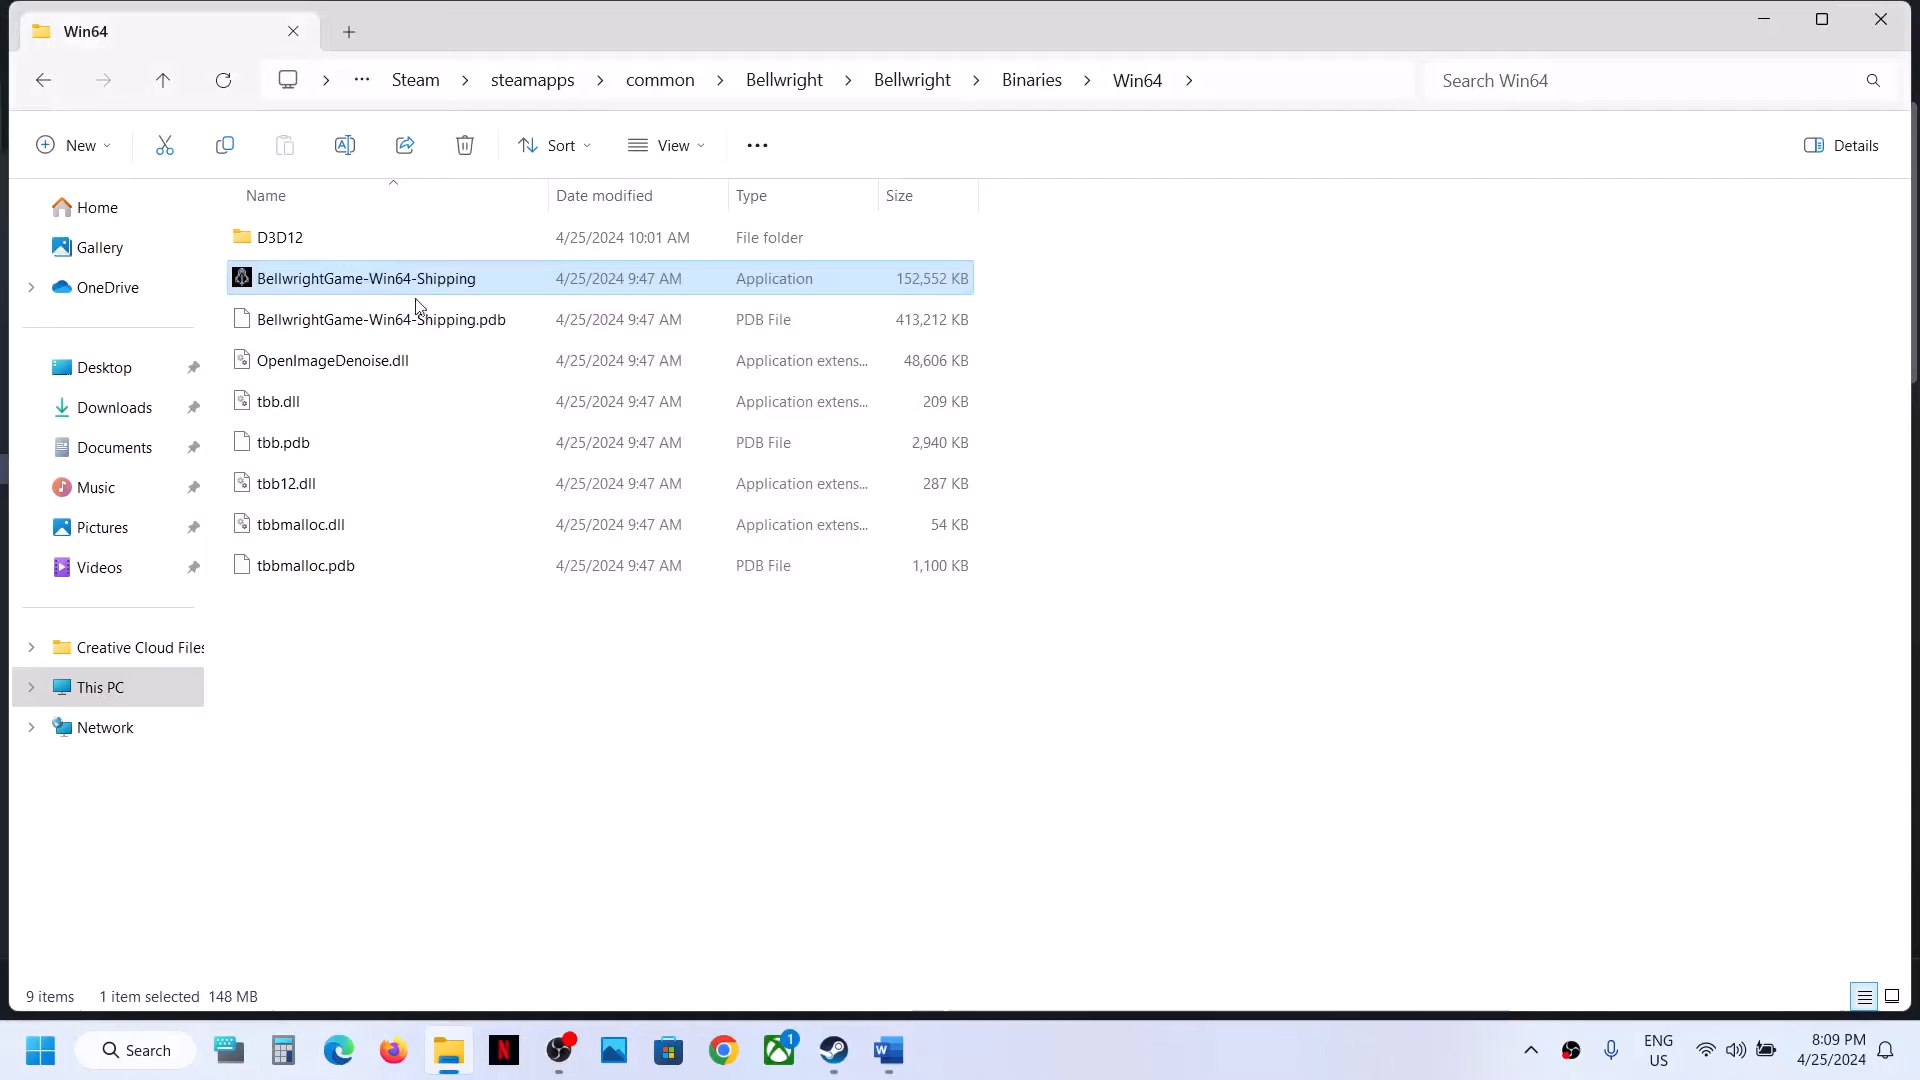 Win64
Steam steamapps common Bellwright Bellwright Binaries Win64
Search Win64
New Sort View ••• Details
Name Date modified Type Size
Home
Gallery
OneDrive
Desktop
Downloads
Documents
Music
Pictures
Videos
Creative Cloud Files
This PC
Network
D3D12 4/25/2024 10:01 AM File folder
BellwrightGame-Win64-Shipping 4/25/2024 9:47 AM Application 152,552 KB
BellwrightGame-Win64-Shipping.pdb 4/25/2024 9:47 AM PDB File 413,212 KB
OpenImageDenoise.dll 4/25/2024 9:47 AM Application extens... 48,606 KB
tbb.dll 4/25/2024 9:47 AM Application extens... 209 KB
tbb.pdb 4/25/2024 9:47 AM PDB File 2,940 KB
tbb12.dll 4/25/2024 9:47 AM Application extens... 287 KB
tbbmalloc.dll 4/25/2024 9:47 AM Application extens... 54 KB
tbbmalloc.pdb 4/25/2024 9:47 AM PDB File 1,100 KB
9 items 1 item selected 148 MB
Search
1
ENG
US
8:09 PM
4/25/2024